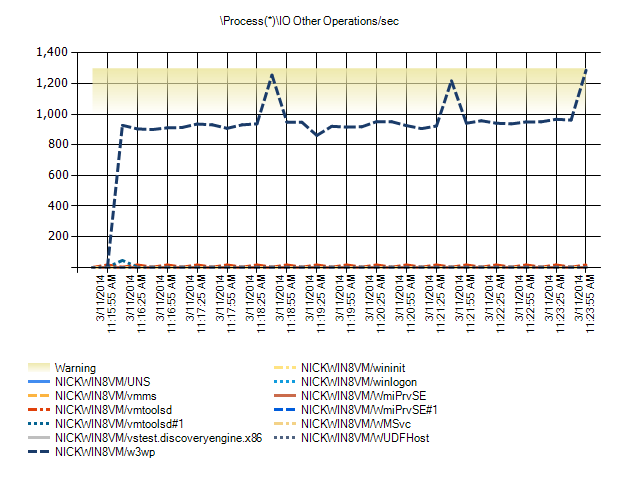 \Process(*)\IO Other Operations/sec
1,400
1,200
1,000
800
600
400
200
3/11/2014 11:15:55 AM
3/11/2014 11:16:25 AM
3/11/2014 11:16:55 AM
3/11/2014 11:17:25 AM
3/11/2014 11:17:55 AM
3/11/2014 11:18:25 AM
3/11/2014 11:18:55 AM
3/11/2014 11:19:25 AM
3/11/2014 11:19:55 AM
3/11/2014 11:20:25 AM
3/11/2014 11:20:55 AM
3/11/2014 11:21:25 AM
3/11/2014 11:21:55 AM
3/11/2014 11:22:25 AM
3/11/2014 11:22:55 AM
3/11/2014 11:23:25 AM
3/11/2014 11:23:55 AM
Warning
NICKWIN8VM/UNS
NICKWIN8VM/vmms
NICKWIN8VM/vmtoolsd
NICKWIN8VM/vmtoolsd#1
NICKWIN8VM/vstest.discoveryengine.x86
NICKWIN8VM/w3wp
NICKWIN8VM/wininit
NICKWIN8VM/winlogon
NICKWIN8VM/WmiPrvSE
NICKWIN8VM/WmiPrvSE#1
NICKWIN8VM/WMSvc
NICKWIN8VM/WUDFHost